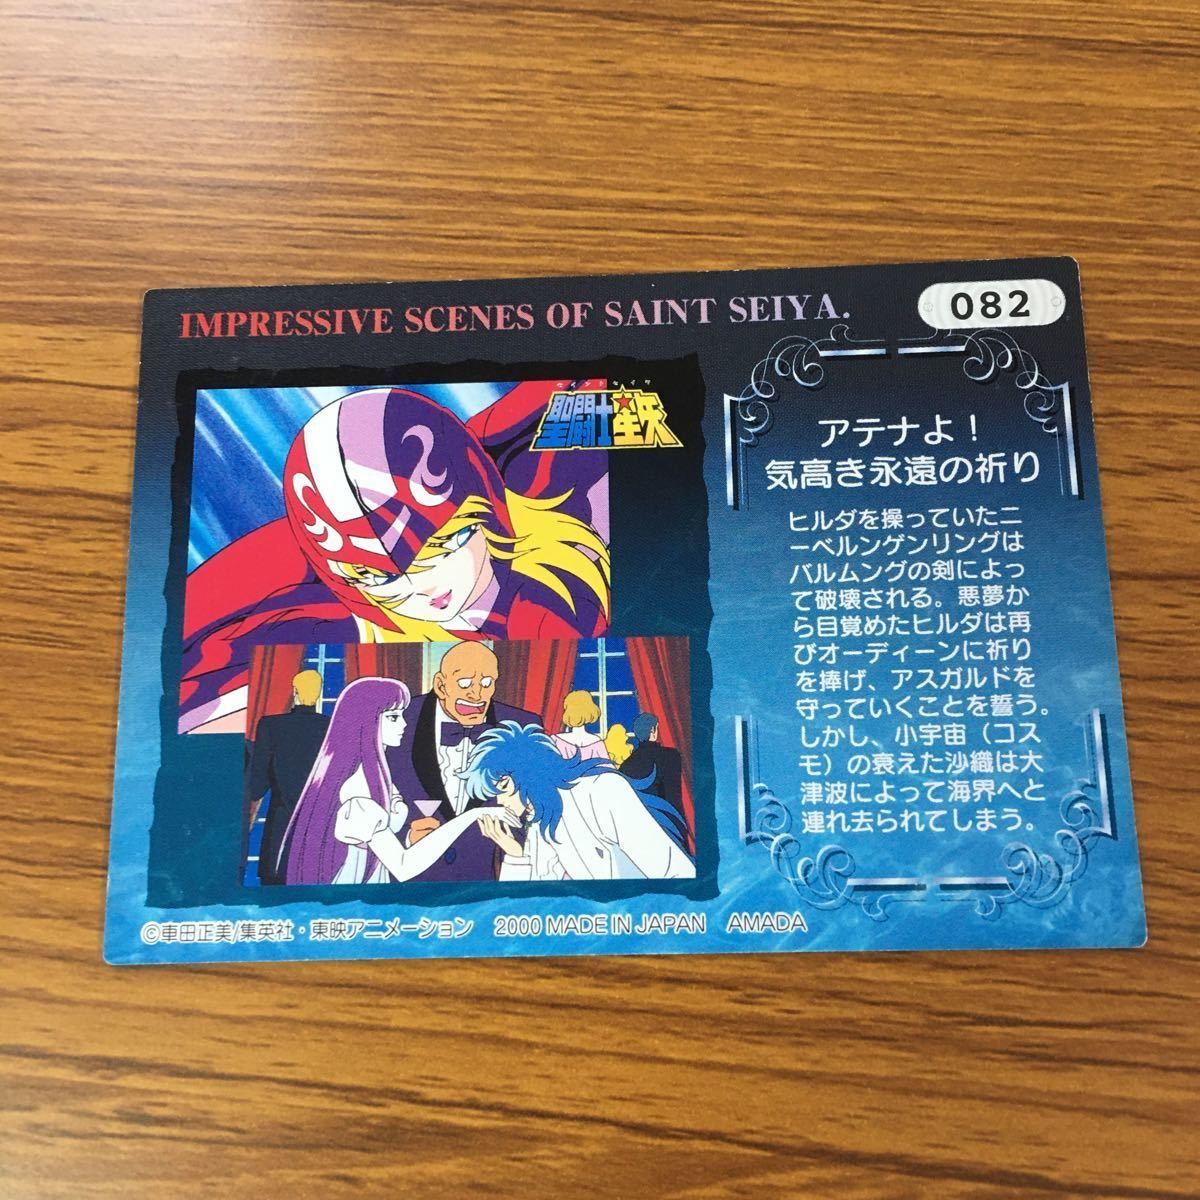 IMPRESSIVE SCENES OF SAINT SEIYA.
082
セイントセイヤ
聖闘士星矢
アテナよ！
気高き永遠の祈り
ヒルダを操っていたニ
ーベルンゲンリングは
バルムングの剣によっ
て破壊される。悪夢か
ら目覚めたヒルダは再
びオーディーンに祈り
を捧げ、アスガルドを
守っていくことを誓う。
しかし、小宇宙（コス
モ）の衰えた沙織は大
津波によって海界へと
連れ去られてしまう。
©車田正美/集英社・東映アニメーション 2000 MADE IN JAPAN AMADA